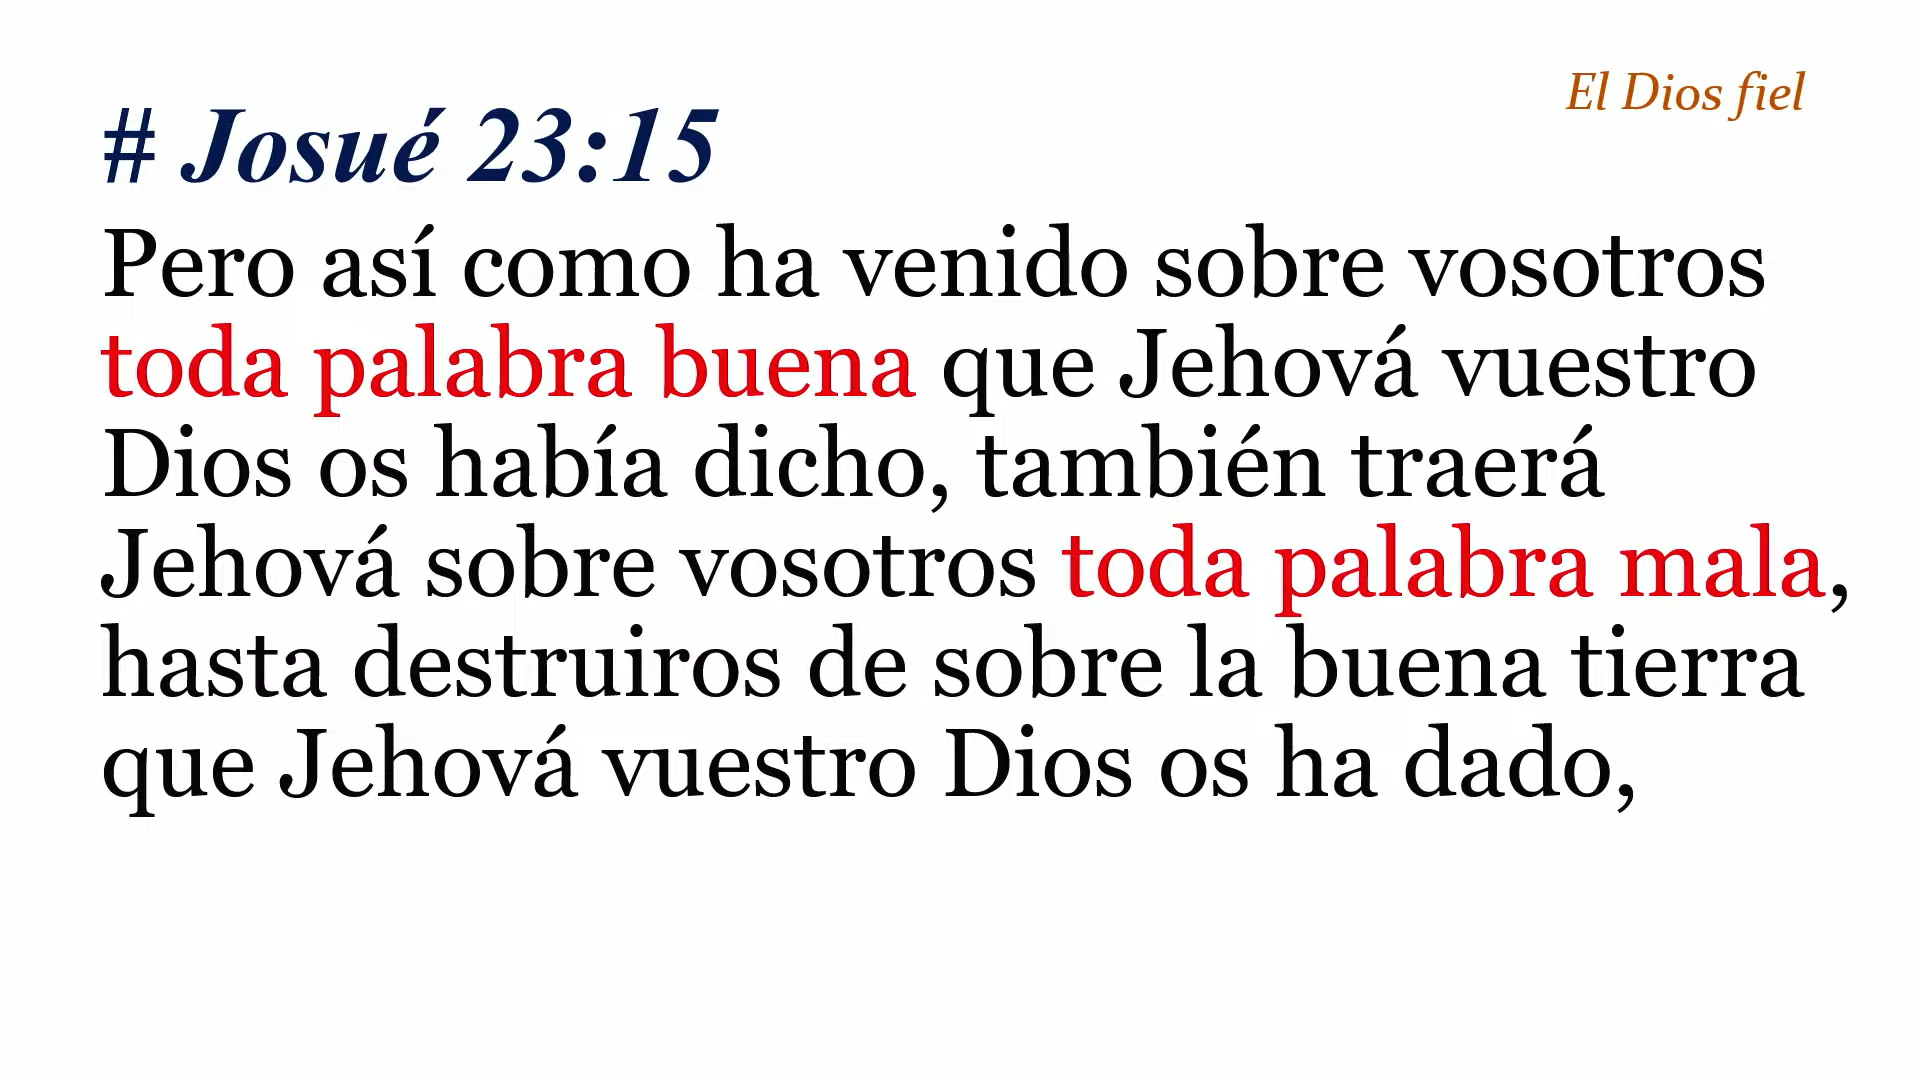 El Dios fiel
# Josué 23:15
Pero así como ha venido sobre vosotros
toda palabra buena que Jehová vuestro
Dios os había dicho, también traerá
Jehová sobre vosotros toda palabra mala,
hasta destruiros de sobre la buena tierra
que Jehová vuestro Dios os ha dado,